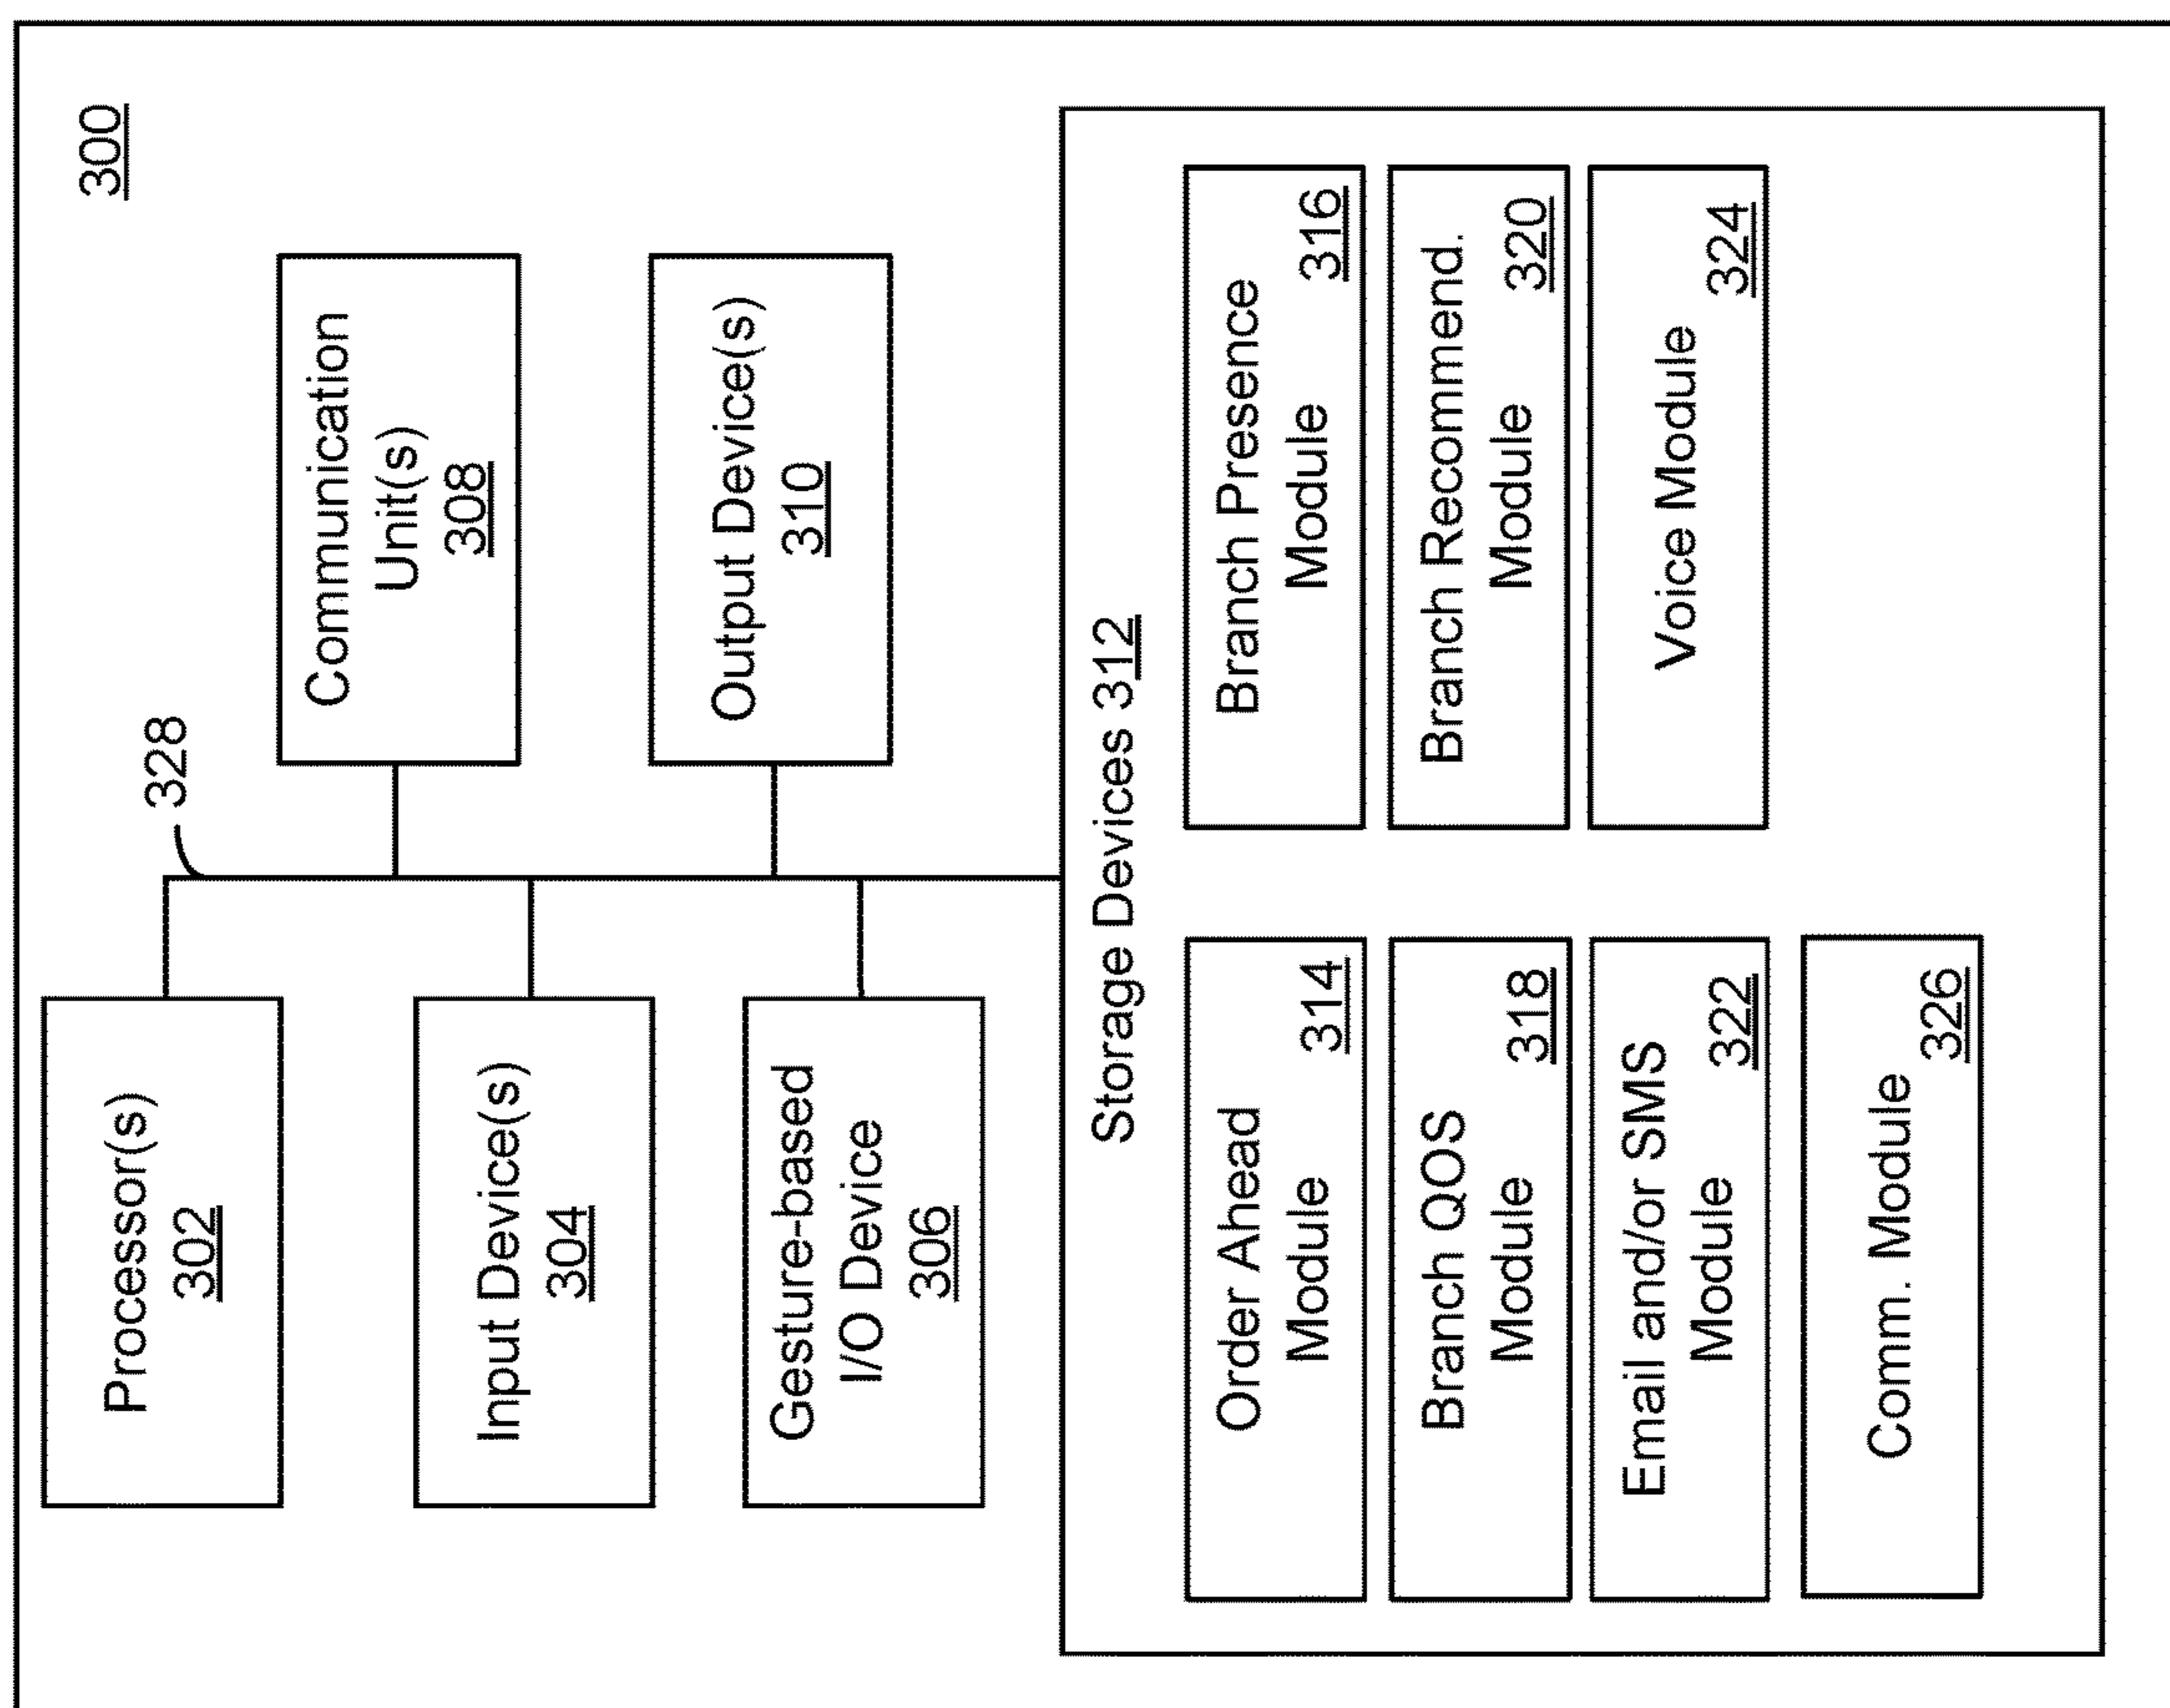 300
328
Processor(s)
302
Communication
Unit(s)
308
Input Device(s)
304
Output Device(s)
310
Gesture-based
I/O Device
306
Storage Devices 312
Order Ahead
Module
314
Branch Presence
Module
316
Branch QOS
Module
318
Branch Recommend.
Module
320
Email and/or SMS
Module
322
Voice Module
324
Comm. Module
326